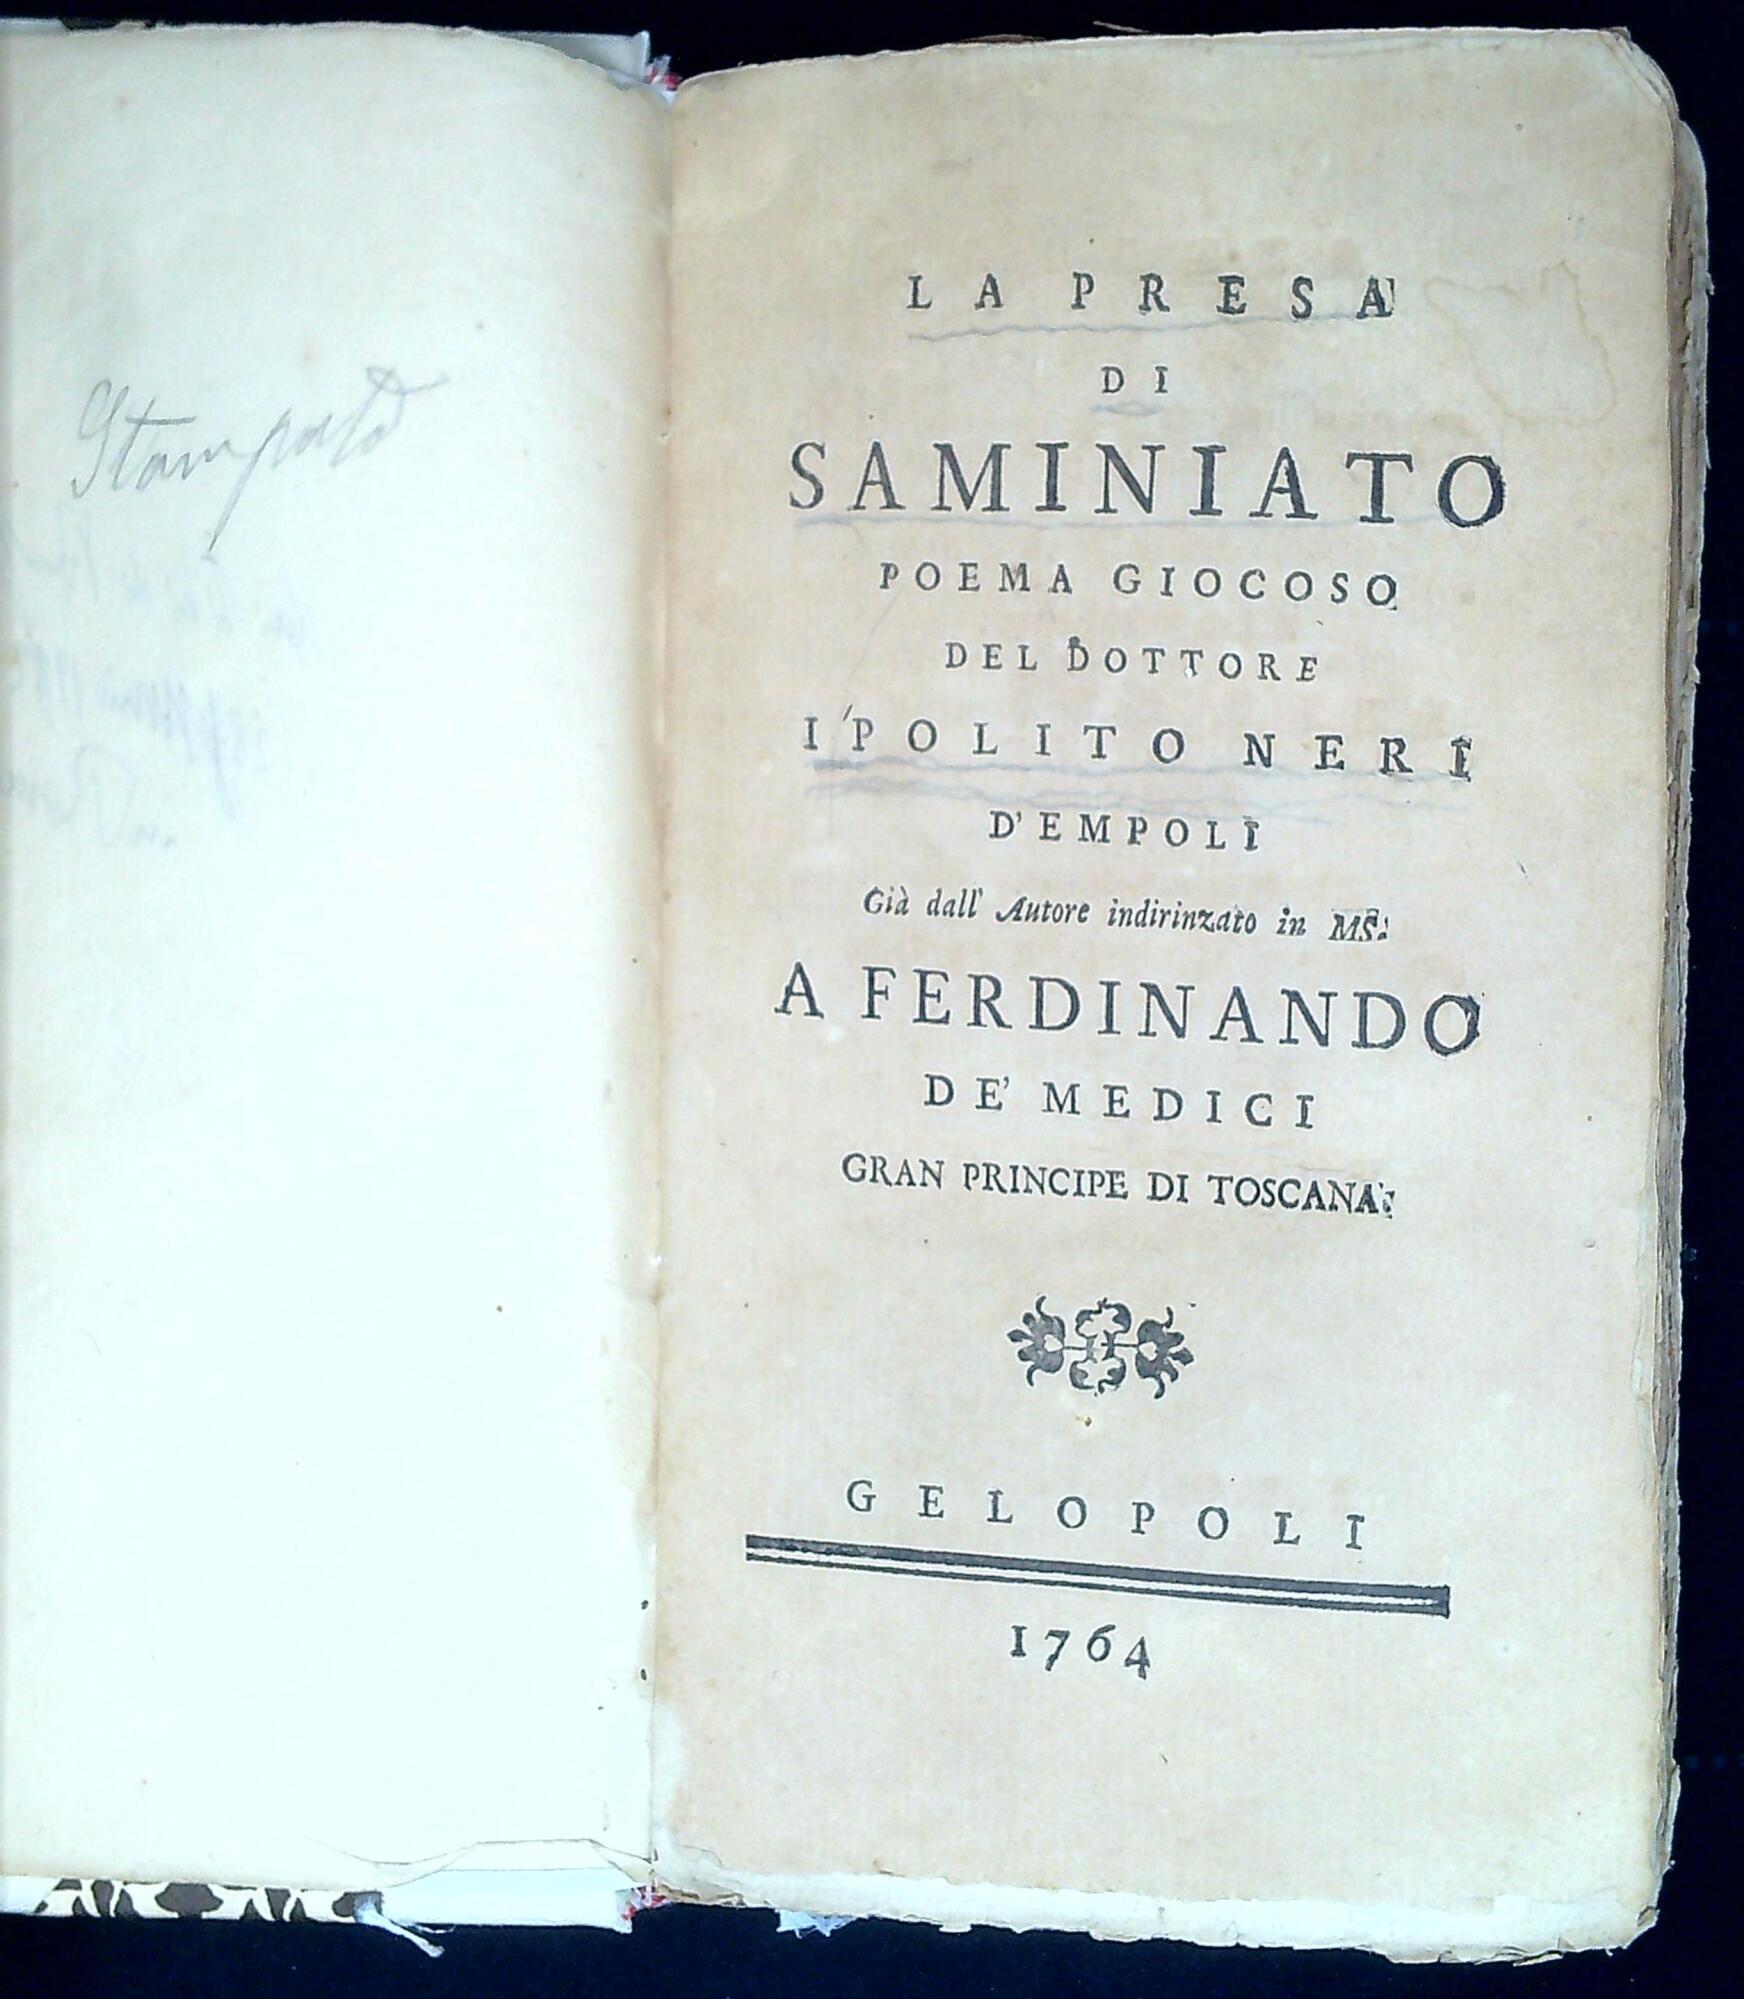 Stampato
LA PRESA
DI
SAMINIATO
POEMA GIOCOSO
DEL DOTTORE
IPOLITO NERI
D'EMPOLI
Già dall' Autore indirinzato in MS.
A FERDINANDO
DE' MEDICI
GRAN PRINCIPE DI TOSCANA.
GELOPOLI
1764